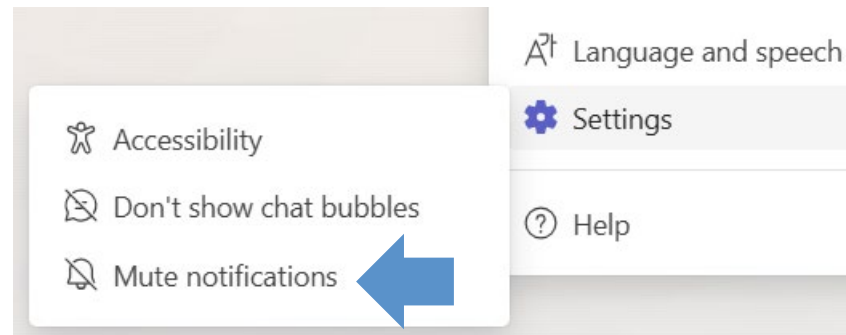 Language and speech
Settings
Help
Accessibility
Don't show chat bubbles
Mute notifications